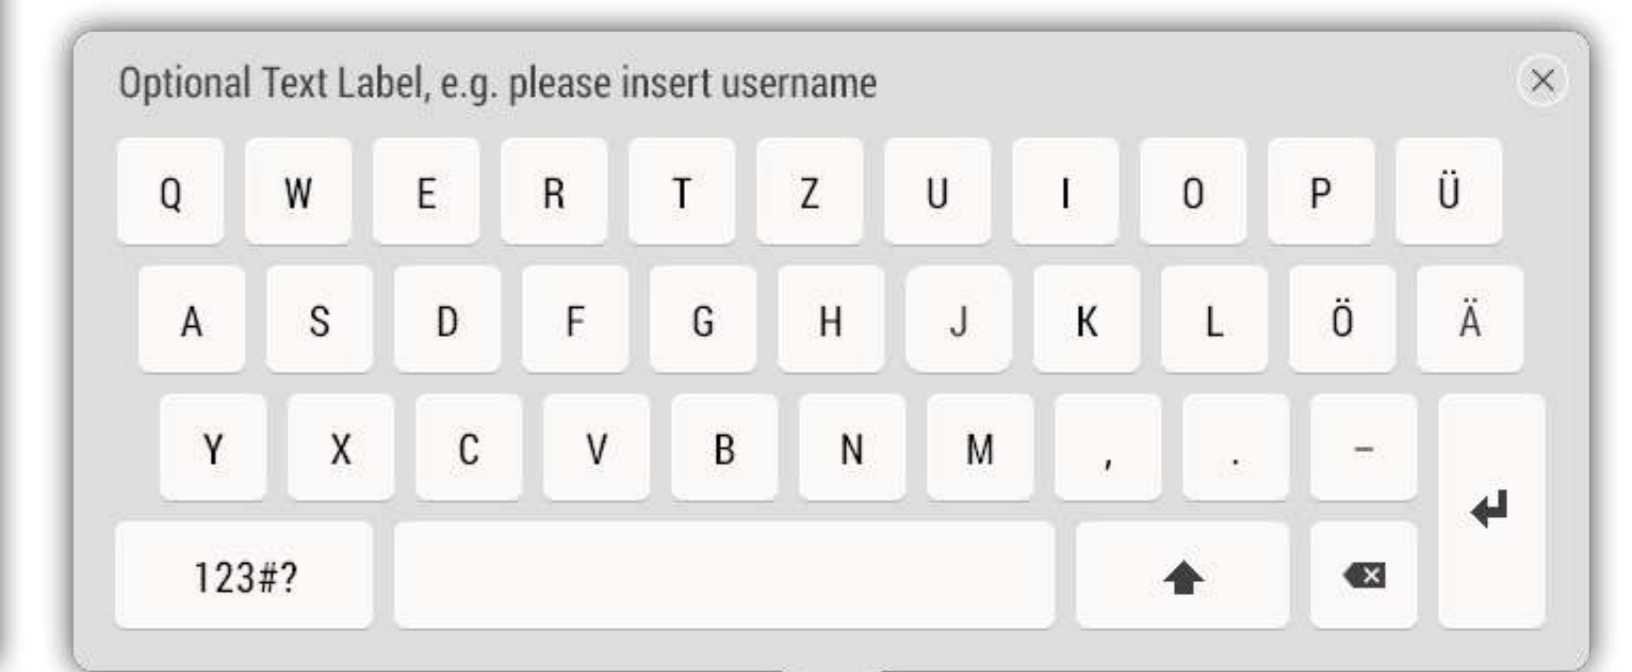 Optional Text Label, e.g. please insert username
Q W E R T Z U I O P Ü
A S D F G H J K L Ö Ä
Y X C V B N M , . –
123#?